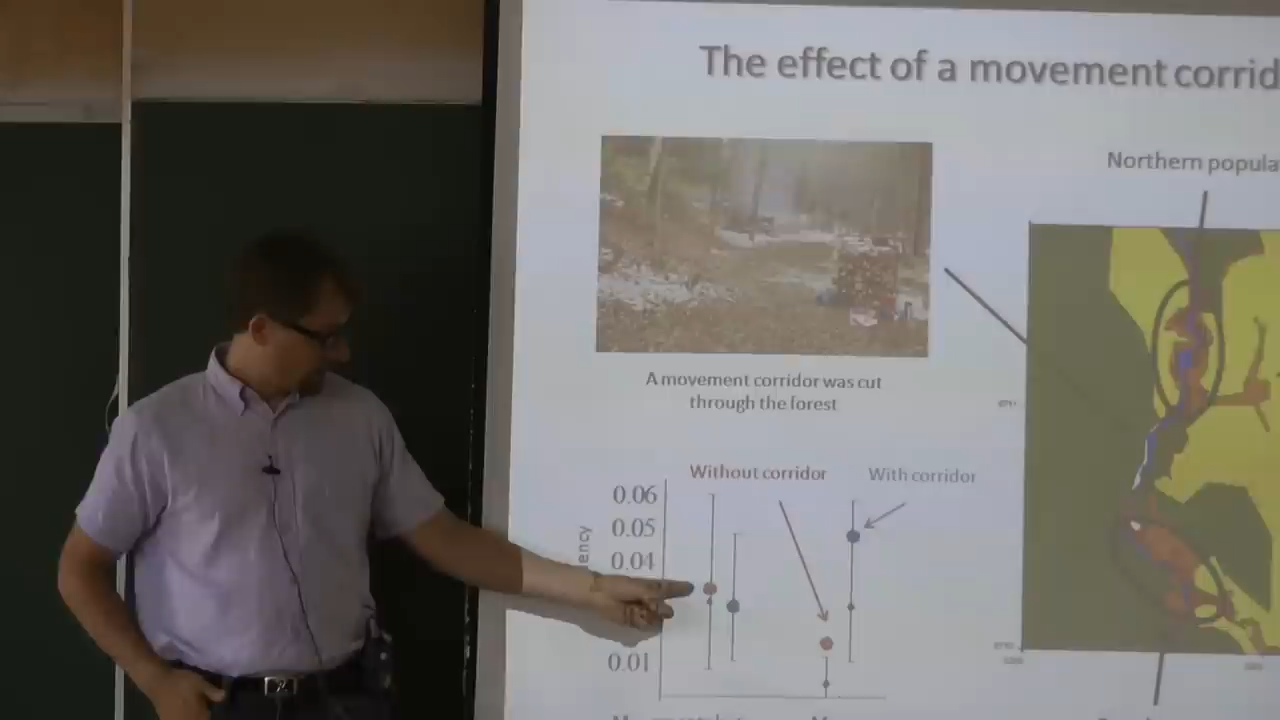 The effect of a movement corrid
Northern popula
A movement corridor was cut
through the forest
Without corridor
With corridor
0.06
0.05
0.04
0.01
ency